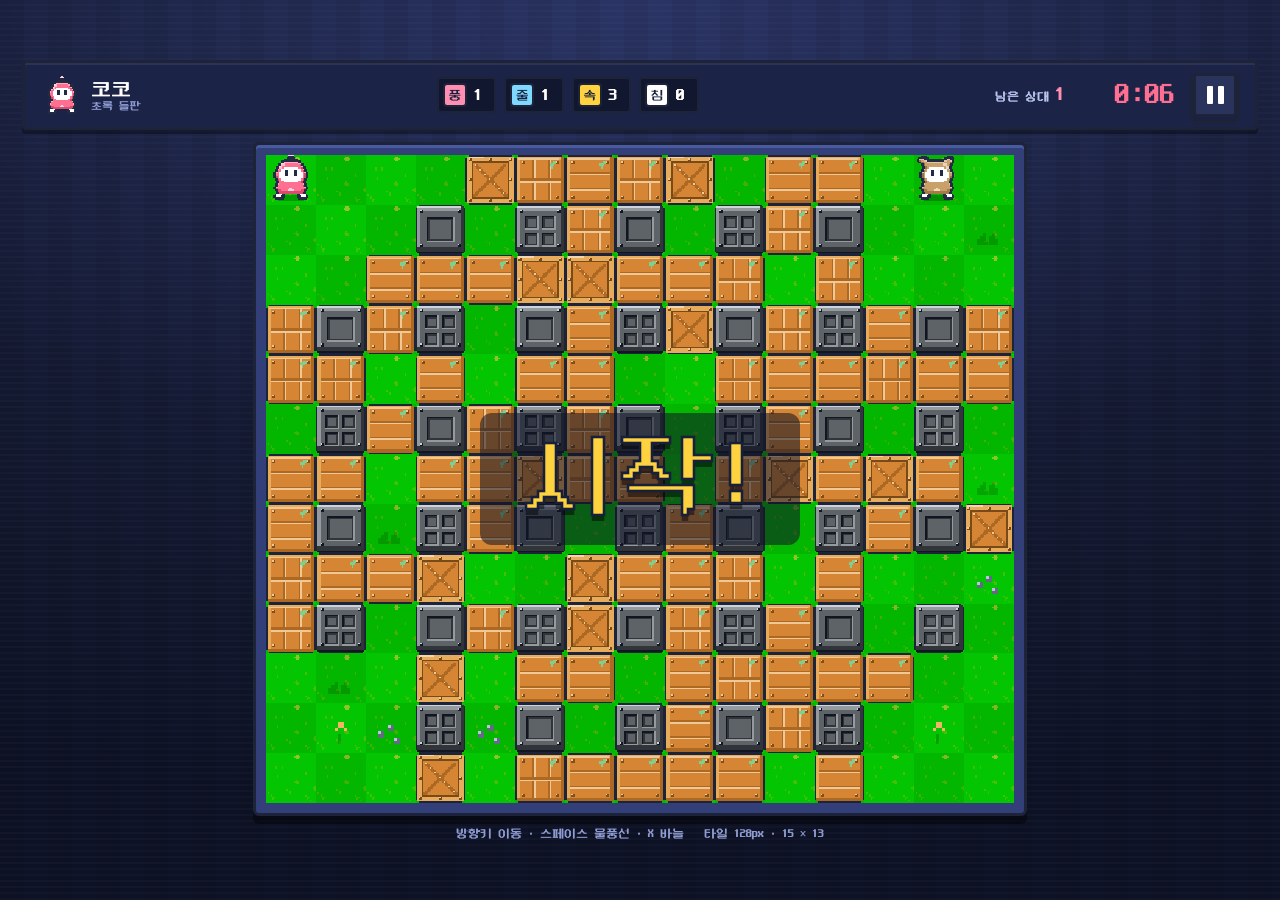 코코
초록 들판
풍 1
줄 1
속 3
침 0
남은 상대 1
0:06
시작!
방향키 이동 · 스페이스 물풍선 · X 바늘 타일 128px · 15 × 13